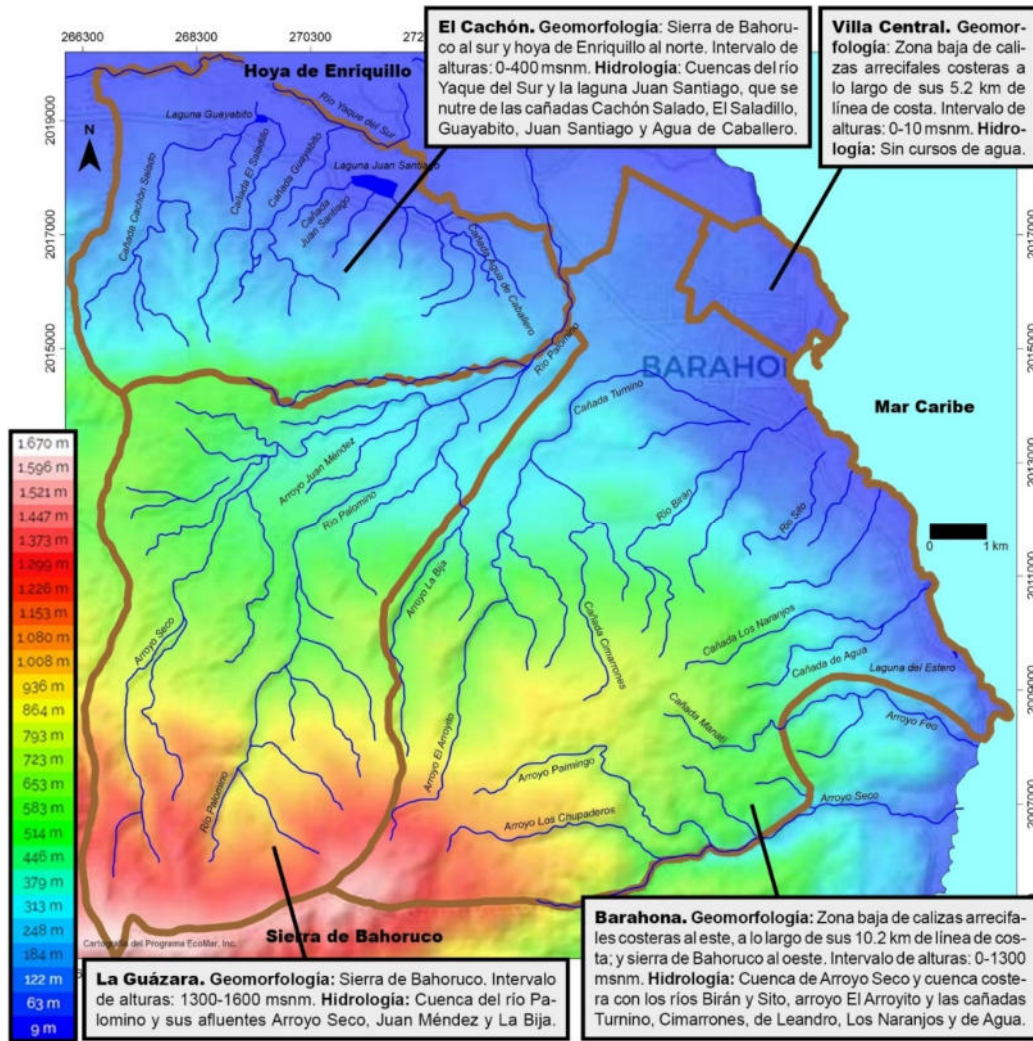 266300
268300
270300
272
El Cachón. Geomorfología: Sierra de Bahoru-
co al sur y hoya de Enriquillo al norte. Intervalo
de alturas: 0-400 msnm. Hidrología: Cuencas del río
Yaque del Sur y la laguna Juan Santiago, que se
nutre de las cañadas Cachón Salado, El Saladillo,
Guayabito, Juan Santiago y Agua de Caballero.
Villa Central. Geomor-
fología: Zona baja de cali-
zas arrecifales costeras a
lo largo de sus 5.2 km de
línea de costa. Intervalo de
alturas: 0-10 msnm. Hidro-
logía: Sin cursos de agua.
Hoya de Enriquillo
Río Yaque del Sur
Laguna Guayabito
2019000
N
Cañada El Saladillo
Cañada Guayabito
Laguna Juan Santiago
Cañada Cachón Salado
Cañada
Juan Santiago
Cañada Agua de Caballero
2017000
2017000
2015000
2015000
Río Palomino
BARAHON
Mar Caribe
Cañada Turnino
2013000
Arroyo Juan Méndez
Río Palomino
Río Birán
Río Sito
0
1 km
2011000
Arroyo La Bija
Arroyo Seco
Cañada Cimarrones
Cañada Los Naranjos
Cañada de Agua
Laguna del Estero
2009000
Cañada Manatí
Arroyo Feo
Arroyo El Arroyito
Río Palomino
Arroyo Palmingo
Arroyo Seco
2007000
Arroyo Los Chupaderos
1.670 m
1.596 m
1.521 m
1.447 m
1.373 m
1.299 m
1.226 m
1.153 m
1.080 m
1.008 m
936 m
864 m
793 m
723 m
653 m
583 m
514 m
446 m
379 m
313 m
248 m
184 m
122 m
63 m
9 m
Cartografía del Programa EcoMar, Inc.
Sierra de Bahoruco
La Guázara. Geomorfología: Sierra de Bahoruco. Intervalo
de alturas: 1300-1600 msnm. Hidrología: Cuenca del río Pa-
lomino y sus afluentes Arroyo Seco, Juan Méndez y La Bija.
Barahona. Geomorfología: Zona baja de calizas arrecifa-
les costeras al este, a lo largo de sus 10.2 km de línea de cos-
ta; y sierra de Bahoruco al oeste. Intervalo de alturas: 0-1300
msnm. Hidrología: Cuenca de Arroyo Seco y cuenca coste-
ra con los ríos Birán y Sito, arroyo El Arroyito y las cañadas
Turnino, Cimarrones, de Leandro, Los Naranjos y de Agua.